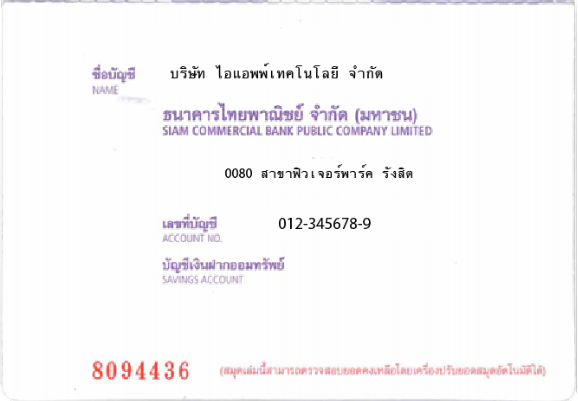 ชื่อบัญชี บริษัท ไอแอพพ์เทคโนโลยี จำกัด
NAME
ธนาคารไทยพาณิชย์ จำกัด (มหาชน)
SIAM COMMERCIAL BANK PUBLIC COMPANY LIMITED
0080 สาขาฟิวเจอร์พาร์ค รังสิต
เลขที่บัญชี 012-345678-9
ACCOUNT NO.
บัญชีเงินฝากออมทรัพย์
SAVINGS ACCOUNT
8094436 (สมุดเล่มนี้สามารถตรวจสอบยอดคงเหลือโดยเครื่องปรับยอดสมุดอัตโนมัติได้)